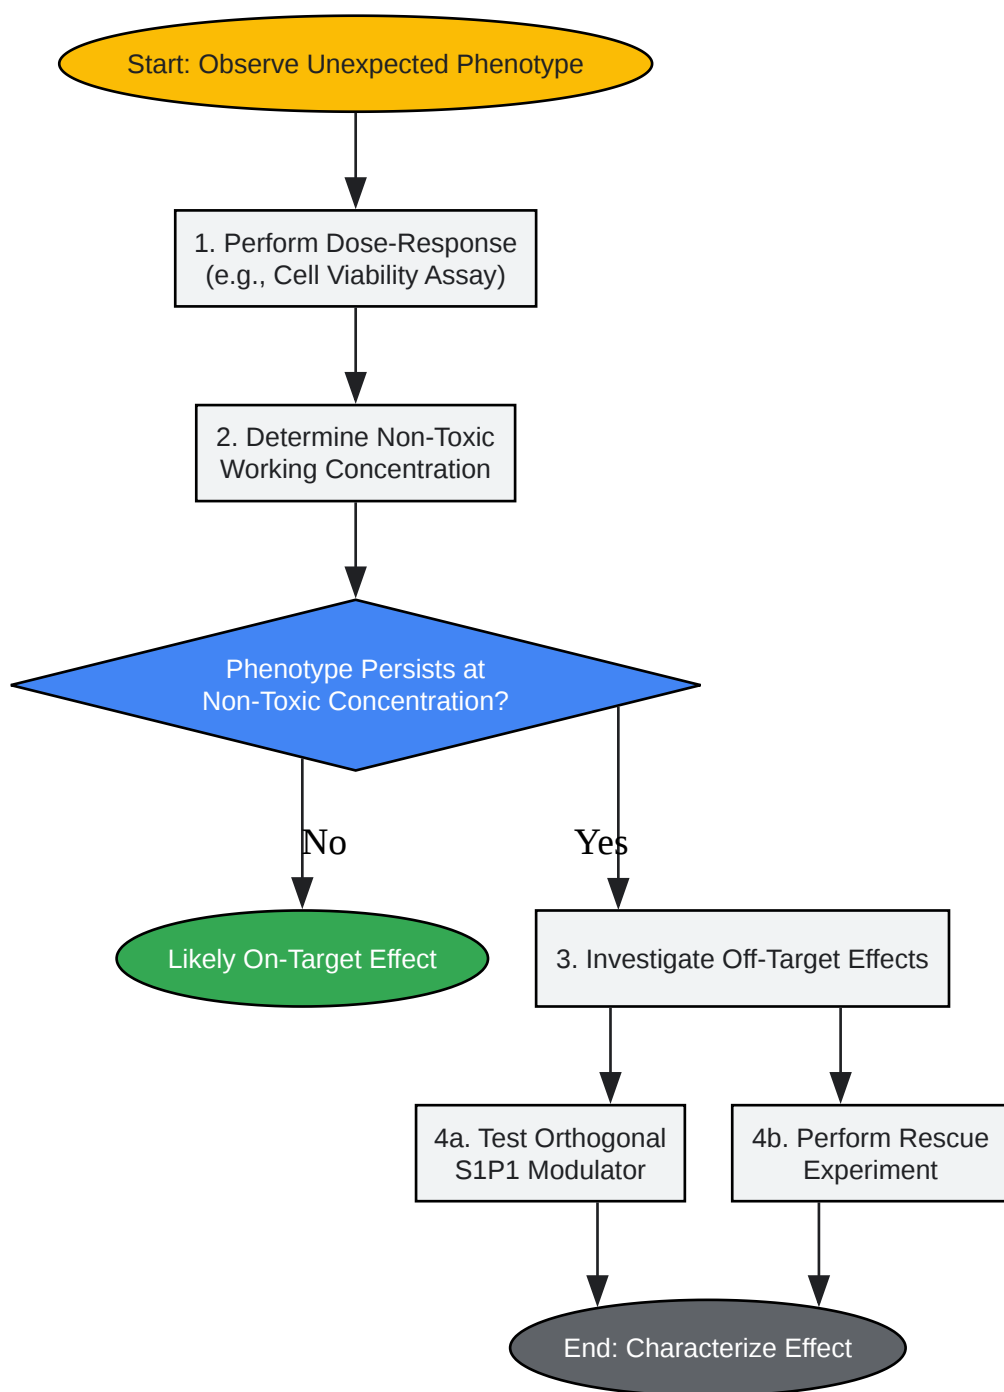 Start: Observe Unexpected Phenotype
1. Perform Dose-Response
(e.g., Cell Viability Assay)
2. Determine Non-Toxic
Working Concentration
Phenotype Persists at
Non-Toxic Concentration?
No
Yes
Likely On-Target Effect
3. Investigate Off-Target Effects
4a. Test Orthogonal
S1P1 Modulator
4b. Perform Rescue
Experiment
End: Characterize Effect